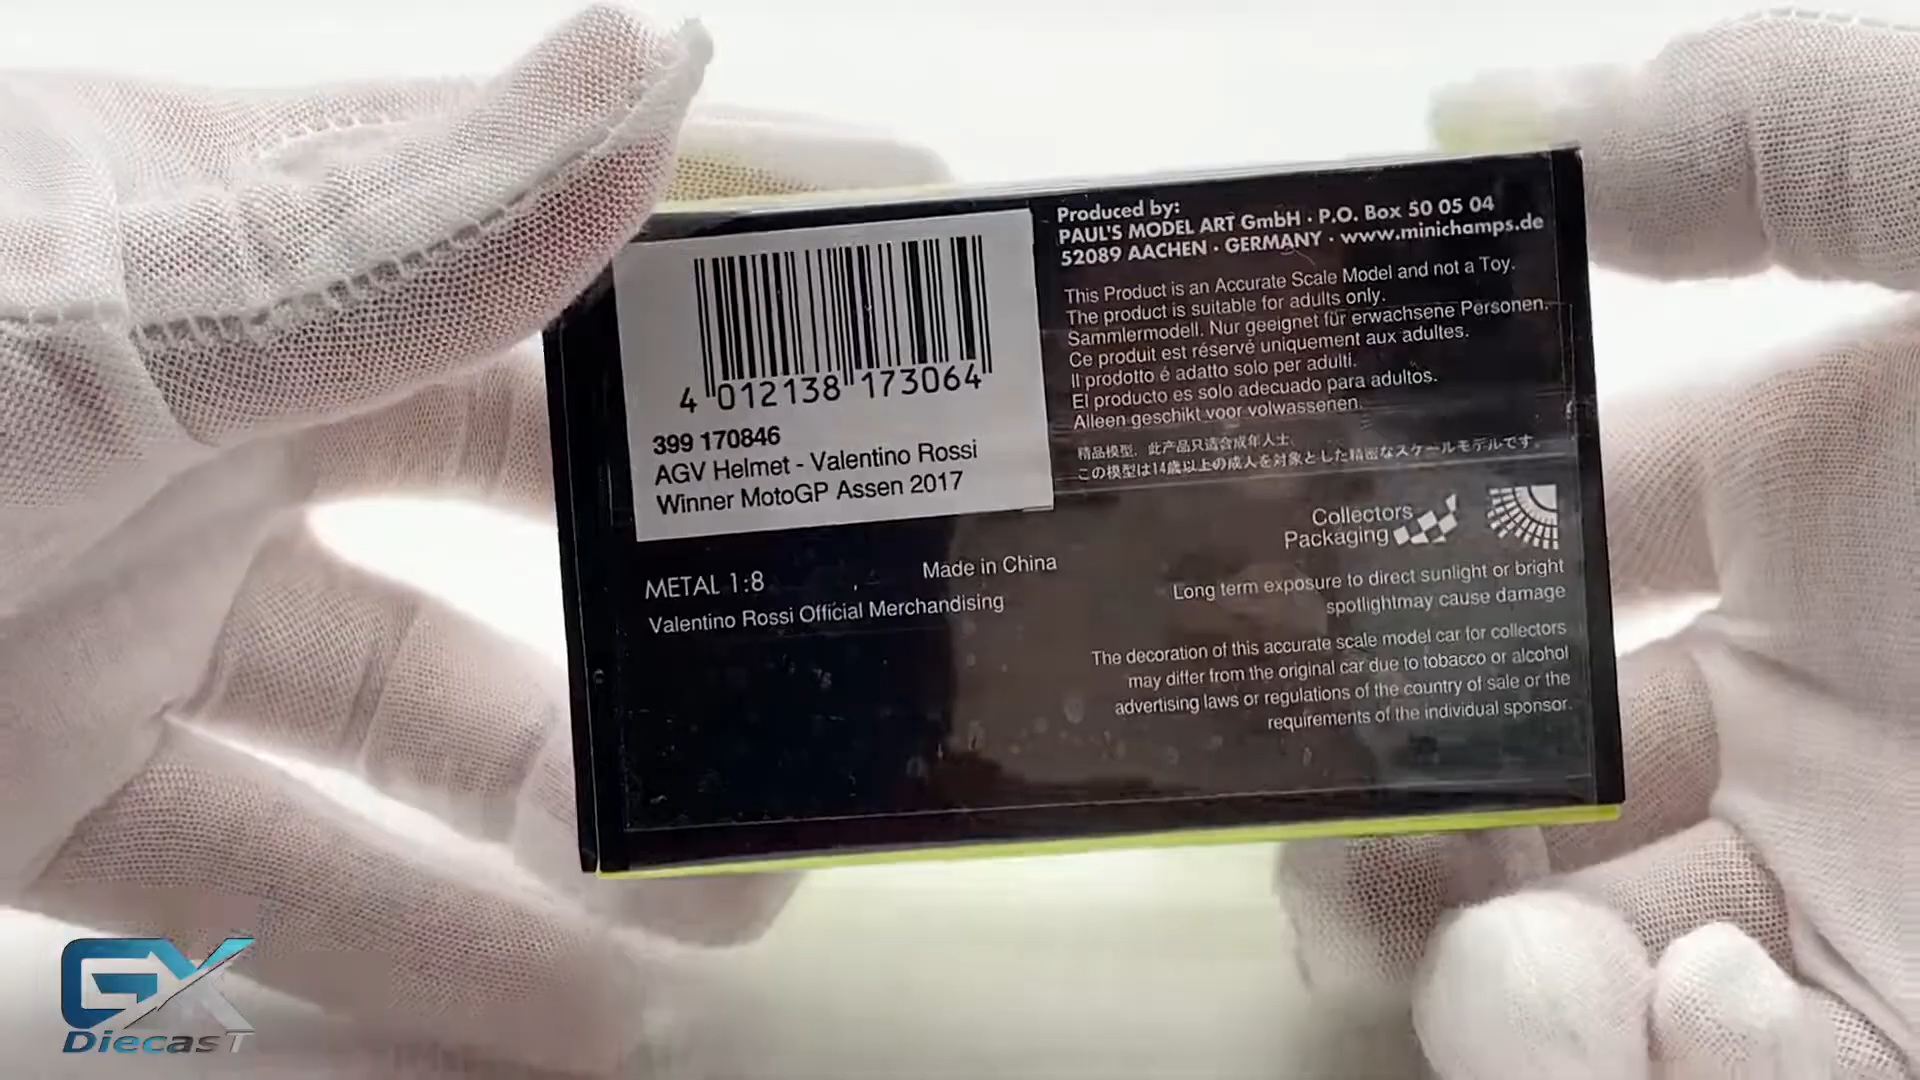 4 012138 173064
399 170846
AGV Helmet - Valentino Rossi
Winner MotoGP Assen 2017
METAL 1:8
Made in China
Valentino Rossi Official Merchandising
Produced by:
PAUL'S MODEL ART GmbH · P.O. Box 50 05 04
52089 AACHEN · GERMANY · www.minichamps.de
This Product is an Accurate Scale Model and not a Toy.
The product is suitable for adults only.
Sammlermodell. Nur geeignet für erwachsene Personen.
Ce produit est réservé uniquement aux adultes.
Il prodotto é adatto solo per adulti.
El producto es solo adecuado para adultos.
Alleen geschikt voor volwassenen.
精品模型，此产品只适合成年人士.
この模型は14歳以上の成人を対象とした精密なスケールモデルです。
Collectors
Packaging
Long term exposure to direct sunlight or bright
spotlightmay cause damage
The decoration of this accurate scale model car for collectors
may differ from the original car due to tobacco or alcohol
advertising laws or regulations of the country of sale or the
requirements of the individual sponsor.
GX
DiecasT